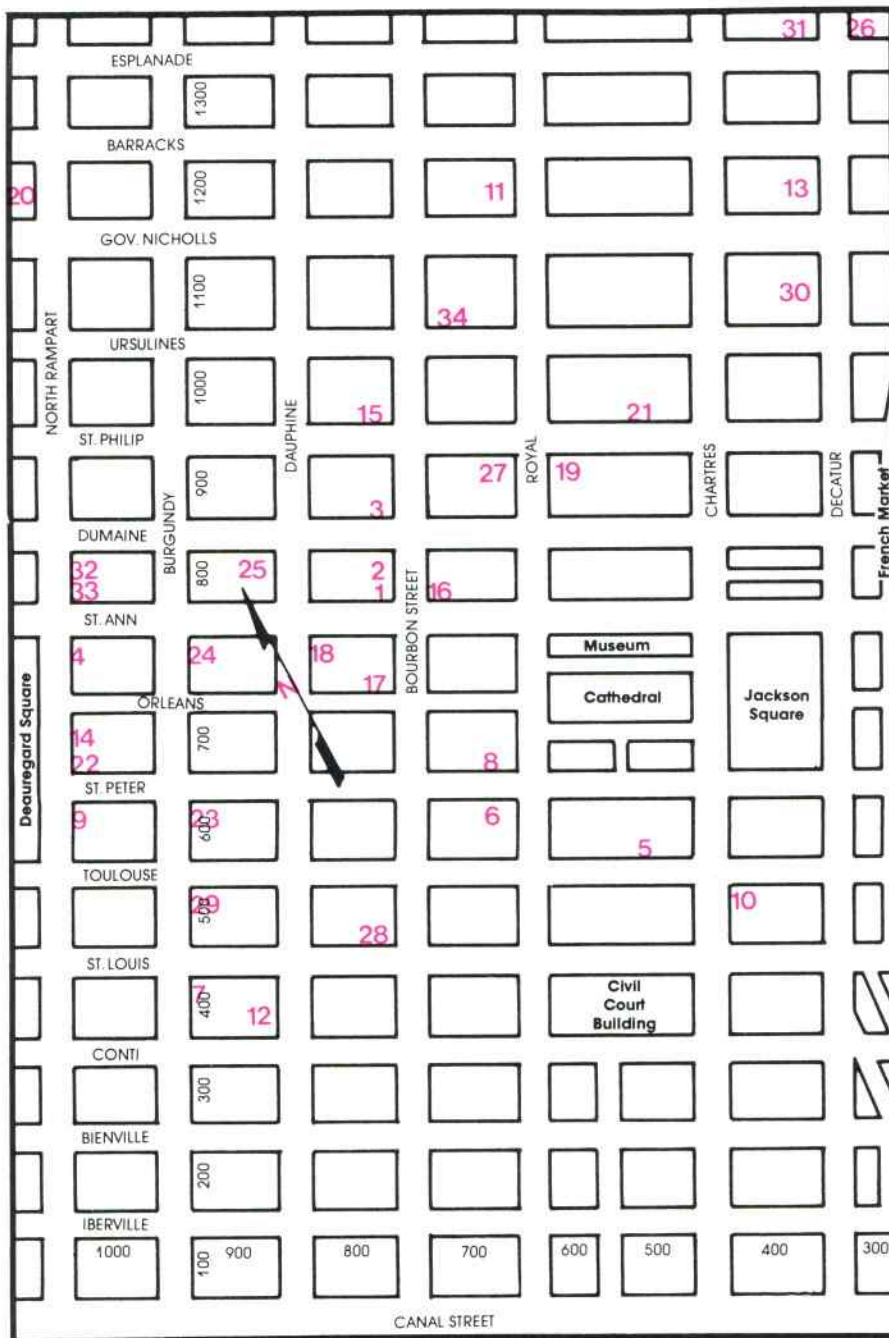 31 26
ESPLANADE
1300
BARRACKS
20 1200 11 13
GOV. NICHOLLS
1100 30
34
NORTH RAMPART
URSULINES
1000
DAUPHINE
15 21
ST. PHILIP
ROYAL
CHARTRES
DECATUR
27 19
900
3
French Market
BURGUNDY
DUMAINE
32 25 800 2
33 1 16
ST. ANN
BOURBON STREET
4 24 18
Museum
17
Cathedral
Jackson
Square
N
ORLEANS
14 700
22 8
Deauregard Square
ST. PETER
9 23 6
600
5
TOULOUSE
29 10
500
28
ST. LOUIS
7
400
12
Civil
Court
Building
CONTI
300
BIENVILLE
200
IBERVILLE
1000 900 800 700 600 500 400 300
100
CANAL STREET